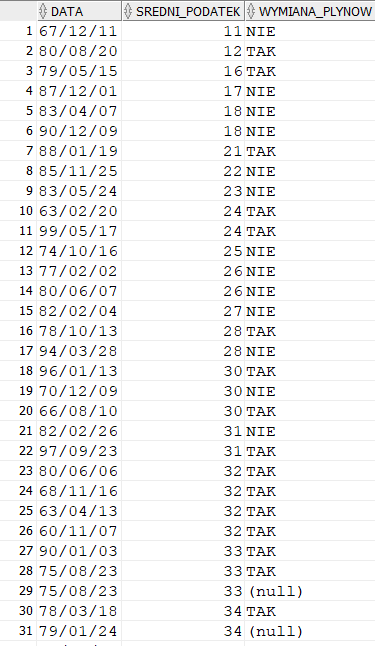 DATA SREDNI_PODATEK WYMIANA_PLYNOW
1 67/12/11 11 NIE
2 80/08/20 12 TAK
3 79/05/15 16 TAK
4 87/12/01 17 NIE
5 83/04/07 18 NIE
6 90/12/09 18 NIE
7 88/01/19 21 TAK
8 85/11/25 22 NIE
9 83/05/24 23 NIE
10 63/02/20 24 TAK
11 99/05/17 24 TAK
12 74/10/16 25 NIE
13 77/02/02 26 NIE
14 80/06/07 26 NIE
15 82/02/04 27 NIE
16 78/10/13 28 TAK
17 94/03/28 28 NIE
18 96/01/13 30 TAK
19 70/12/09 30 NIE
20 66/08/10 30 TAK
21 82/02/26 31 NIE
22 97/09/23 31 TAK
23 80/06/06 32 TAK
24 68/11/16 32 TAK
25 63/04/13 32 TAK
26 60/11/07 32 TAK
27 90/01/03 33 TAK
28 75/08/23 33 TAK
29 75/08/23 33 (null)
30 78/03/18 34 TAK
31 79/01/24 34 (null)